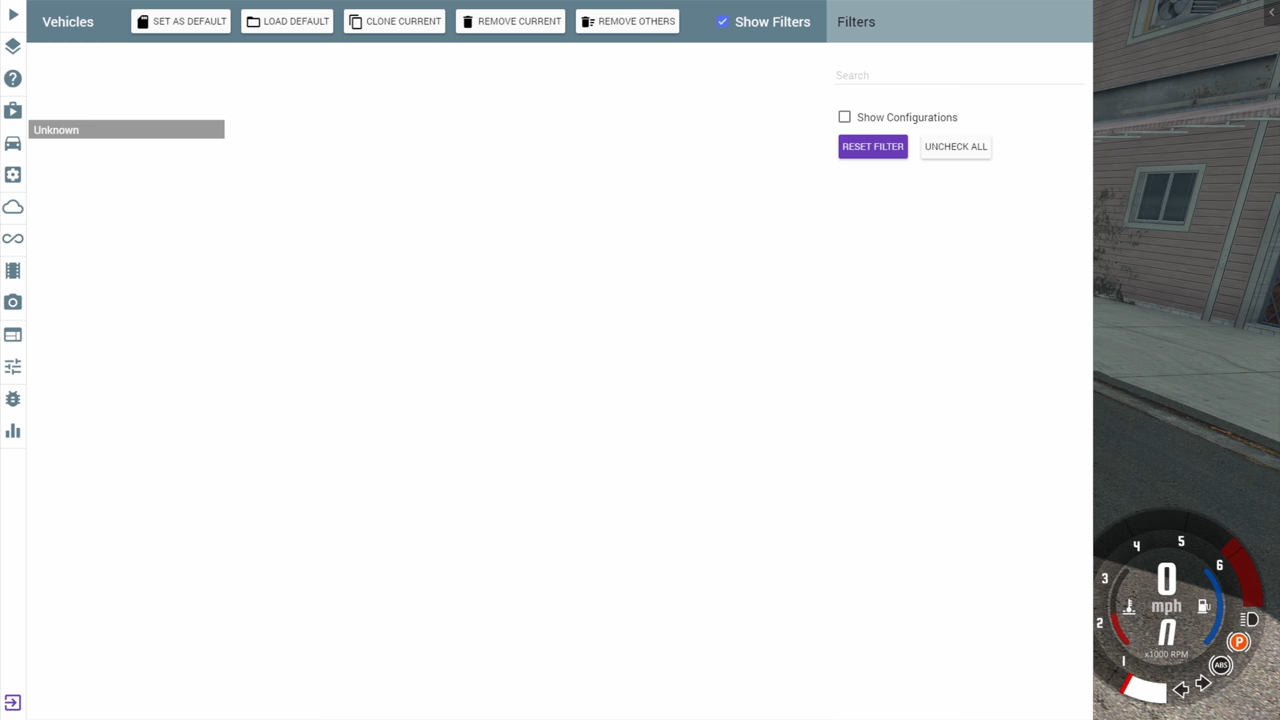 Vehicles
SET AS DEFAULT
LOAD DEFAULT
CLONE CURRENT
REMOVE CURRENT
REMOVE OTHERS
Show Filters
Filters
Search
Unknown
Show Configurations
RESET FILTER
UNCHECK ALL
1
2
3
4
5
6
0
mph
n
x1000 RPM
P
ABS